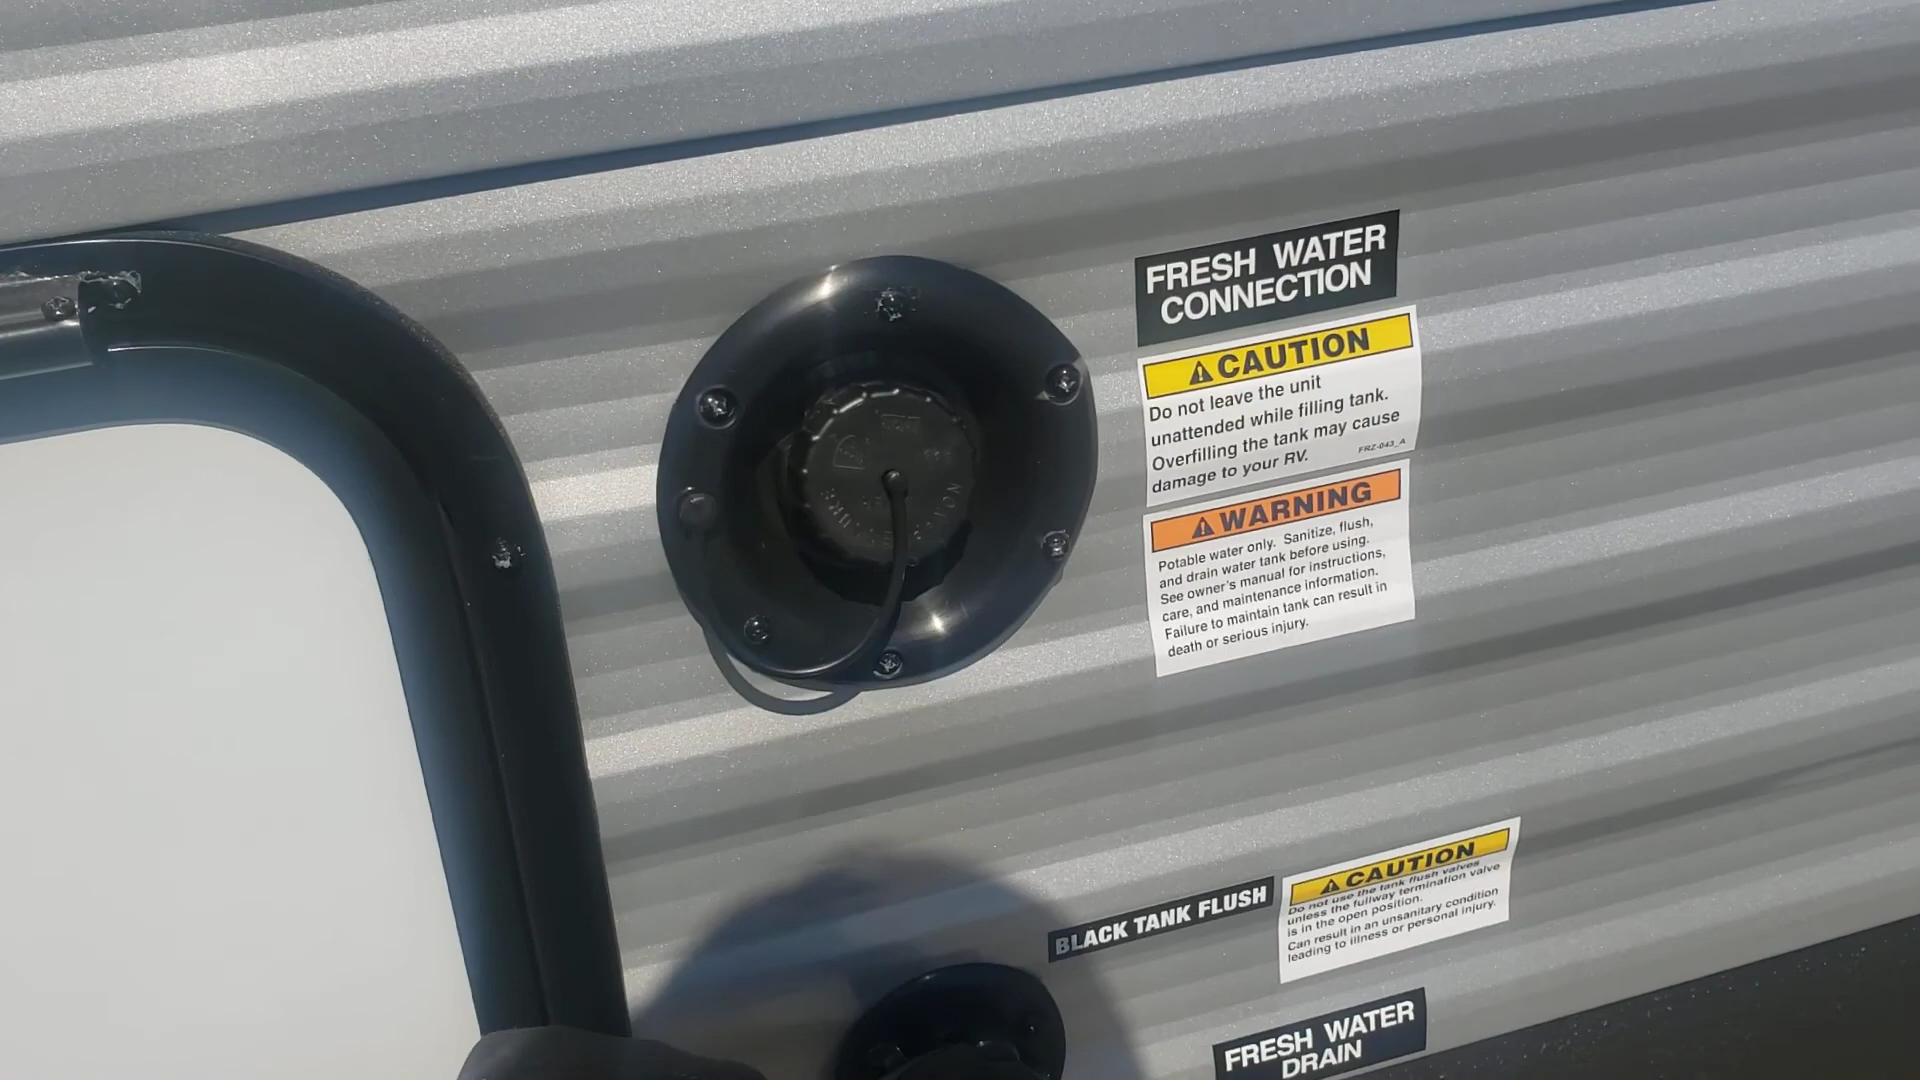 FRESH WATER
CONNECTION
CAUTION
Do not leave the unit
unattended while filling tank.
Overfilling the tank may cause
damage to your RV.
FRZ-043_A
WARNING
Potable water only. Sanitize, flush,
and drain water tank before using.
See owner's manual for instructions,
care, and maintenance information.
Failure to maintain tank can result in
death or serious injury.
BLACK TANK FLUSH
CAUTION
Do not use the tank flush valves
unless the fullway termination valve
is in the open position.
Can result in an unsanitary condition
leading to illness or personal injury.
FRESH WATER
DRAIN